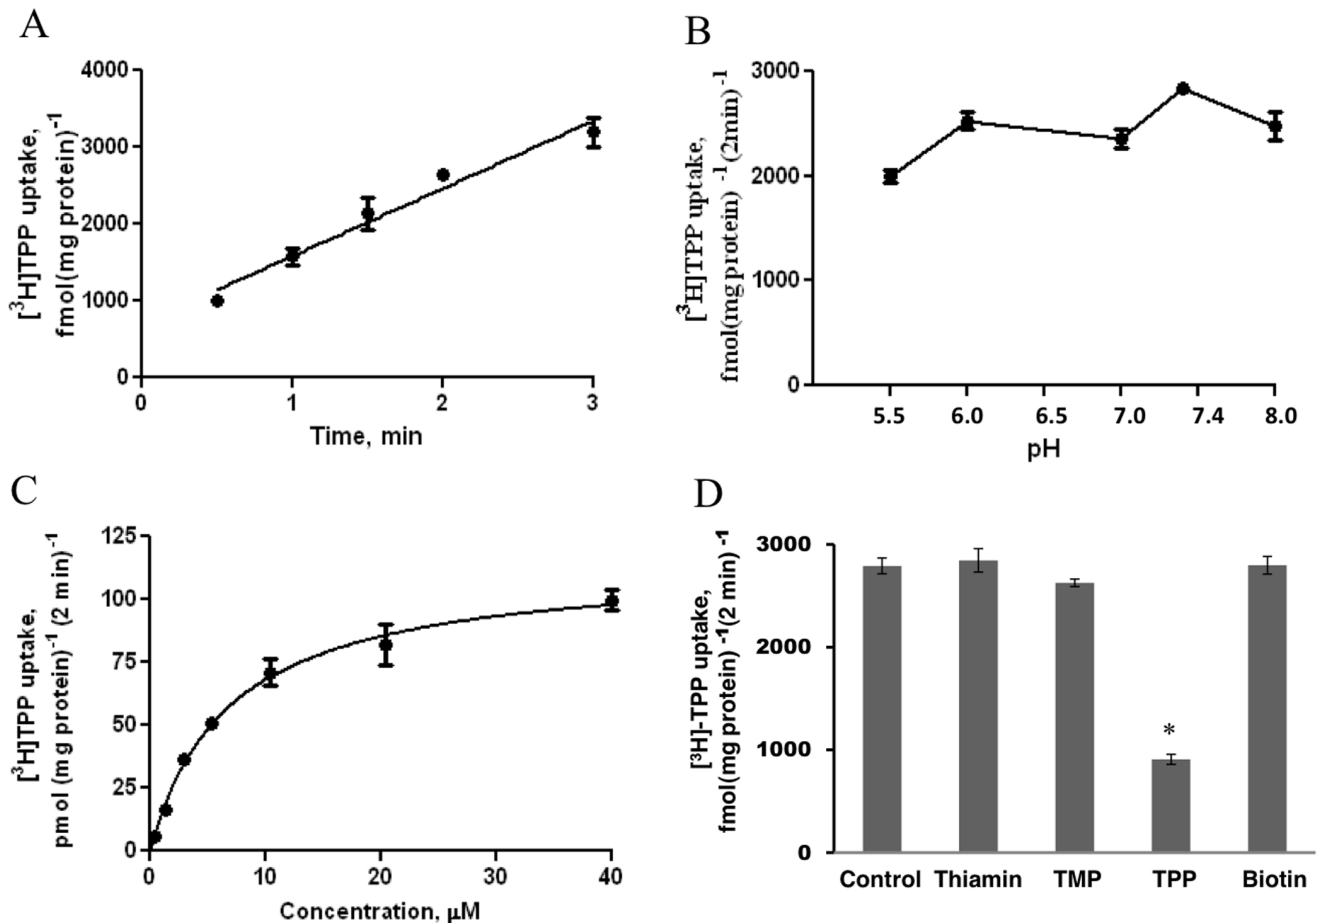 A
[³H]TPP uptake,
fmol(mg protein)⁻¹
4000
3000
2000
1000
0
0 1 2 3
Time, min
B
[³H]TPP uptake,
fmol(mg protein) ⁻¹(2min)⁻¹
3000
2000
1000
0
5.5 6.0 6.5 7.0 7.4 8.0
pH
C
[³H]TPP uptake,
pmol (mg protein)⁻¹ (2 min)⁻¹
125
100
75
50
25
0
0 10 20 30 40
Concentration, µM
D
[³H]-TPP uptake,
fmol(mg protein) ⁻¹(2 min) ⁻¹
3000
2000
1000
0
*
Control Thiamin TMP TPP Biotin